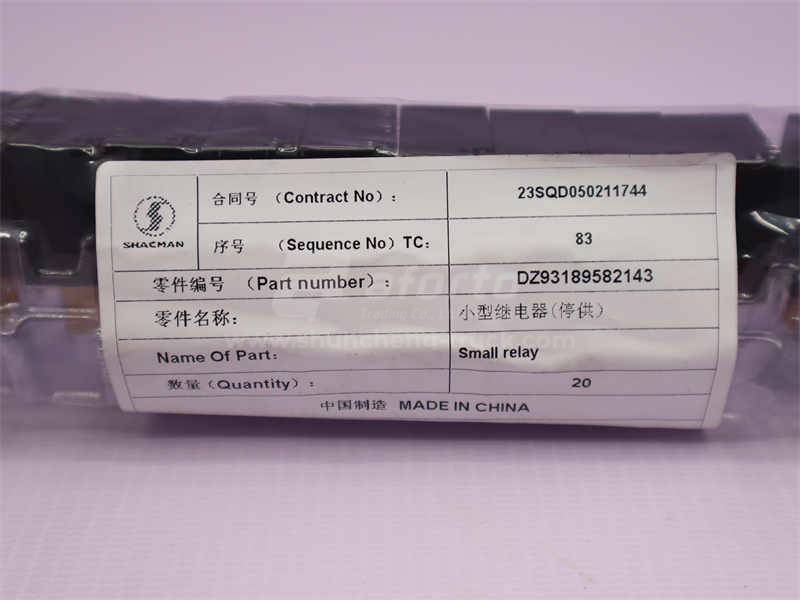 SHACMAN
合同号 (Contract No)： 23SQD050211744
序号 (Sequence No) TC： 83
零件编号 (Part number)： DZ93189582143
零件名称： 小型继电器(停供)
Name Of Part： Small relay
数量 (Quantity)： 20
中国制造 MADE IN CHINA
Trading Co.,